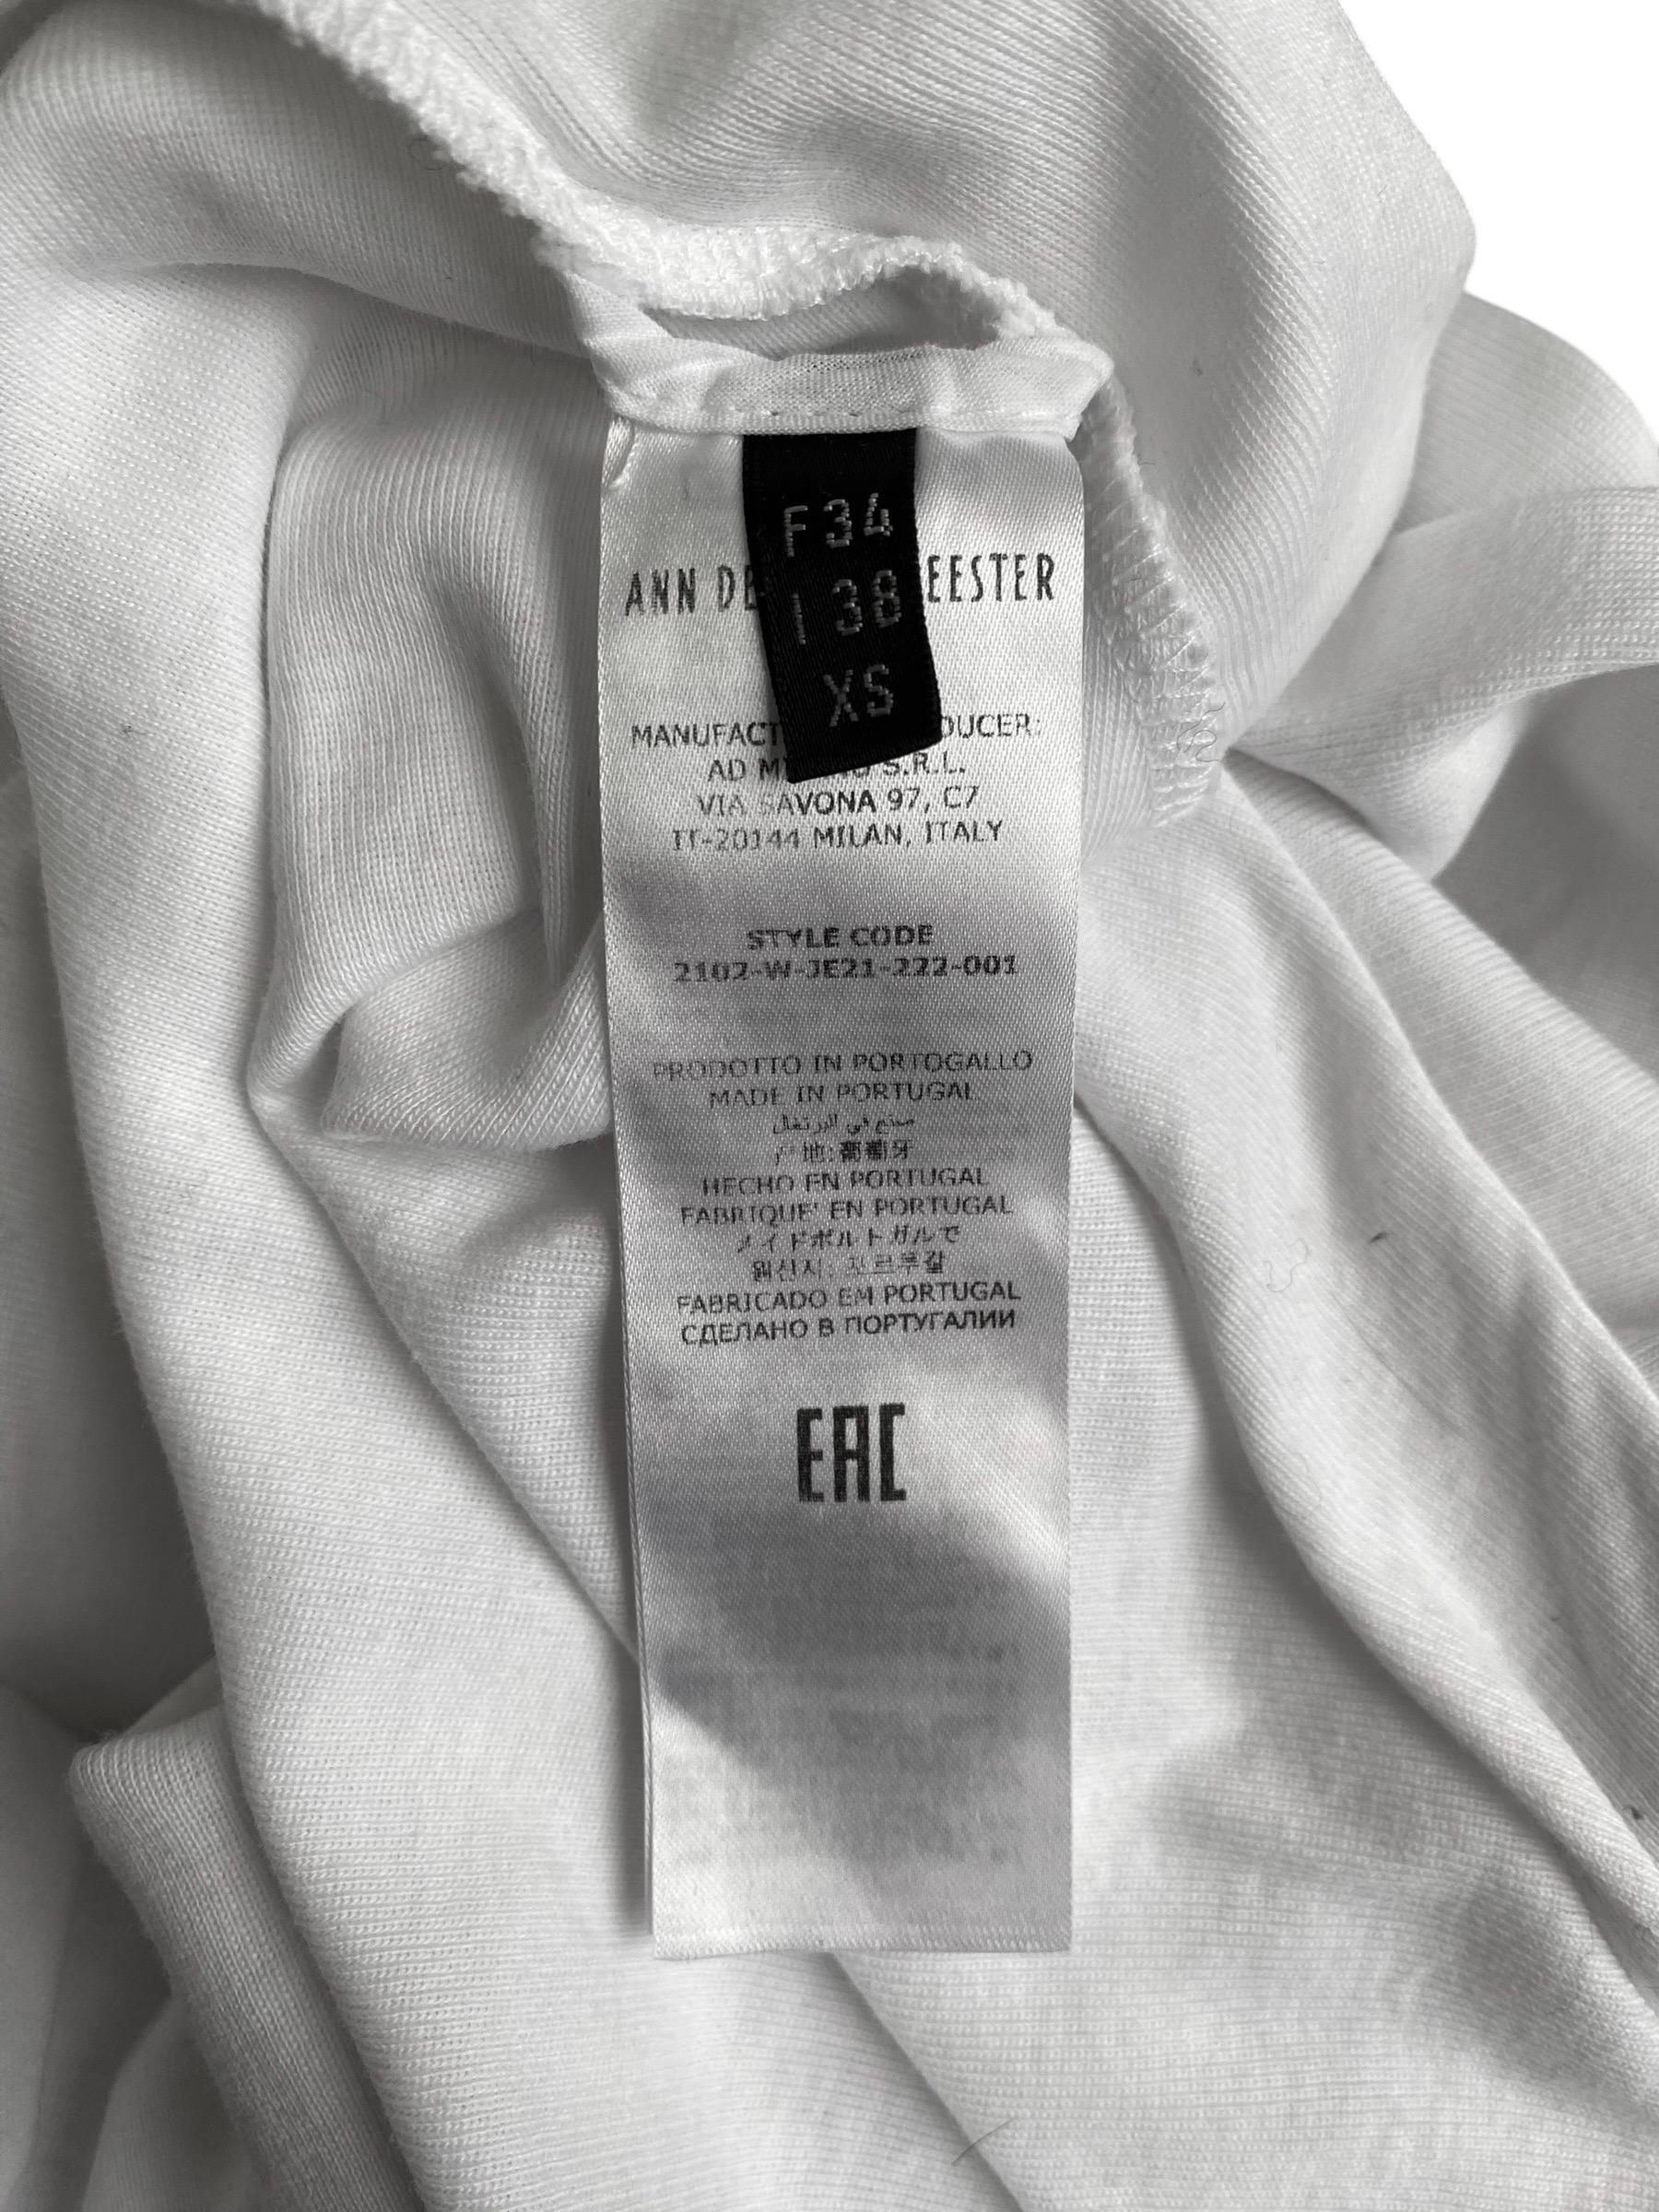 F 34
I 38
XS
ANN DE EESTER
MANUFACT DUCER:
AD S.R.L.
VIA SAVONA 97, C7
IT-20144 MILAN, ITALY
STYLE CODE
2102-W-JE21-222-001
PRODOTTO IN PORTOGALLO
MADE IN PORTUGAL
صنع في البرتغال
产地:葡萄牙
HECHO EN PORTUGAL
FABRIQUE' EN PORTUGAL
メイドポルトガルで
원산지: 포르투갈
FABRICADO EM PORTUGAL
СДЕЛАНО В ПОРТУГАЛИИ
EAC